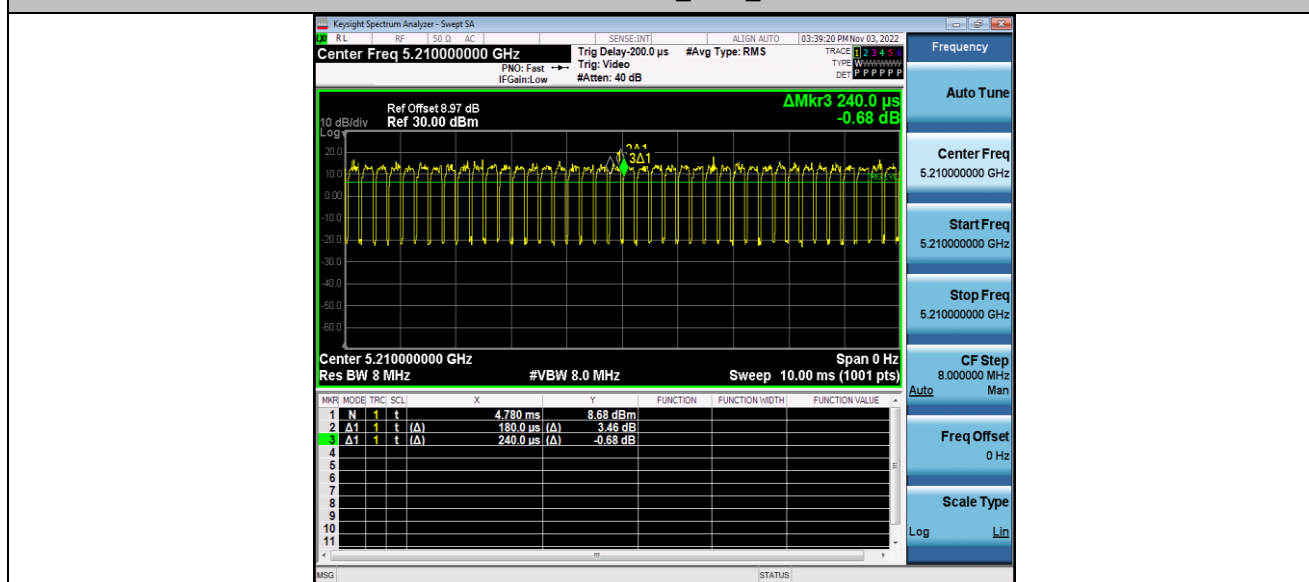 Keysight Spectrum Analyzer - Swept SA
RL RF 50 Ω AC SENSE:INT ALIGN AUTO 03:39:20 PM Nov 03, 2022
Center Freq 5.210000000 GHz
PNO: Fast
IFGain:Low
Trig Delay-200.0 µs
Trig: Video
#Atten: 40 dB
#Avg Type: RMS
TRACE 1 2 3 4 5 6
TYPE WWWWWW
DET P P P P P P
ΔMkr3 240.0 µs
-0.68 dB
Ref Offset 8.97 dB
10 dB/div Ref 30.00 dBm
Log
20.0
10.0
0.00
-10.0
-20.0
-30.0
-40.0
-50.0
-60.0
3Δ1
Center 5.210000000 GHz Span 0 Hz
Res BW 8 MHz #VBW 8.0 MHz Sweep 10.00 ms (1001 pts)
MKR MODE TRC SCL X Y FUNCTION FUNCTION WIDTH FUNCTION VALUE
1 N 1 t 4.780 ms 8.68 dBm
2 Δ1 1 t (Δ) 180.0 µs (Δ) 3.46 dB
3 Δ1 1 t (Δ) 240.0 µs (Δ) -0.68 dB
4
5
6
7
8
9
10
11
MSG STATUS
Frequency
Auto Tune
Center Freq
5.210000000 GHz
Start Freq
5.210000000 GHz
Stop Freq
5.210000000 GHz
CF Step
8.000000 MHz
Auto Man
Freq Offset
0 Hz
Scale Type
Log Lin